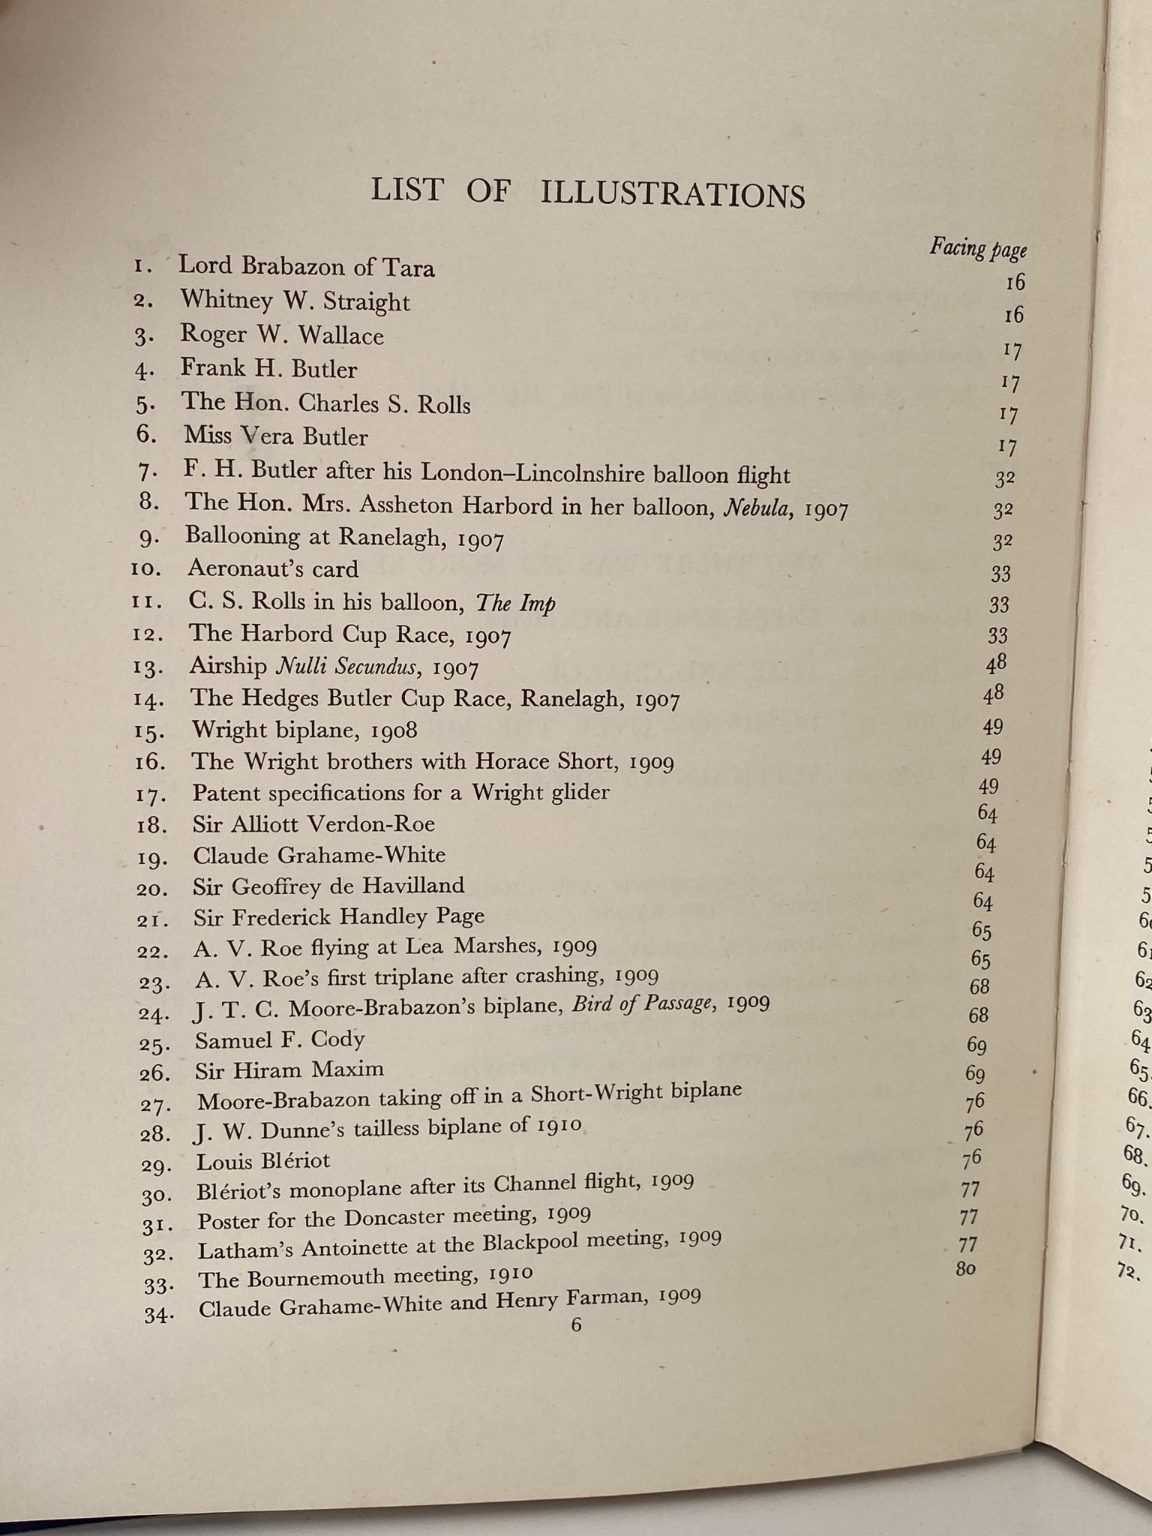 LIST OF ILLUSTRATIONS
Facing page
1. Lord Brabazon of Tara 16
2. Whitney W. Straight 16
3. Roger W. Wallace 17
4. Frank H. Butler 17
5. The Hon. Charles S. Rolls 17
6. Miss Vera Butler 17
7. F. H. Butler after his London–Lincolnshire balloon flight 32
8. The Hon. Mrs. Assheton Harbord in her balloon, Nebula, 1907 32
9. Ballooning at Ranelagh, 1907 32
10. Aeronaut's card 33
11. C. S. Rolls in his balloon, The Imp 33
12. The Harbord Cup Race, 1907 33
13. Airship Nulli Secundus, 1907 48
14. The Hedges Butler Cup Race, Ranelagh, 1907 48
15. Wright biplane, 1908 49
16. The Wright brothers with Horace Short, 1909 49
17. Patent specifications for a Wright glider 49
18. Sir Alliott Verdon-Roe 64
19. Claude Grahame-White 64
20. Sir Geoffrey de Havilland 64
21. Sir Frederick Handley Page 64
22. A. V. Roe flying at Lea Marshes, 1909 65
23. A. V. Roe's first triplane after crashing, 1909 65
24. J. T. C. Moore-Brabazon's biplane, Bird of Passage, 1909 68
25. Samuel F. Cody 68
26. Sir Hiram Maxim 69
27. Moore-Brabazon taking off in a Short-Wright biplane 69
28. J. W. Dunne's tailless biplane of 1910 76
29. Louis Blériot 76
30. Blériot's monoplane after its Channel flight, 1909 76
31. Poster for the Doncaster meeting, 1909 77
32. Latham's Antoinette at the Blackpool meeting, 1909 77
33. The Bournemouth meeting, 1910 77
34. Claude Grahame-White and Henry Farman, 1909 80
6
62
63
64
65.
66.
67.
68.
69.
70.
71.
72.